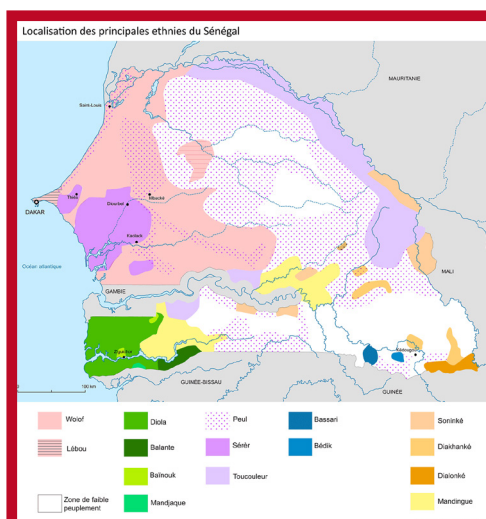 Localisation des principales ethnies du Sénégal
MAURITANIE
Saint-Louis
Thiès
Mbacké
Diourbel
DAKAR
Kaolack
Océan atlantique
MALI
GAMBIE
Ziguinchor
Kédougou
0
100 km
GUINÉE-BISSAU
GUINÉE
Wolof
Diola
Peul
Bassari
Soninké
Lébou
Balante
Sérèr
Bédik
Diakhanké
Baïnouk
Toucouleur
Dialonké
Zone de faible
peuplement
Mandjaque
Mandingue